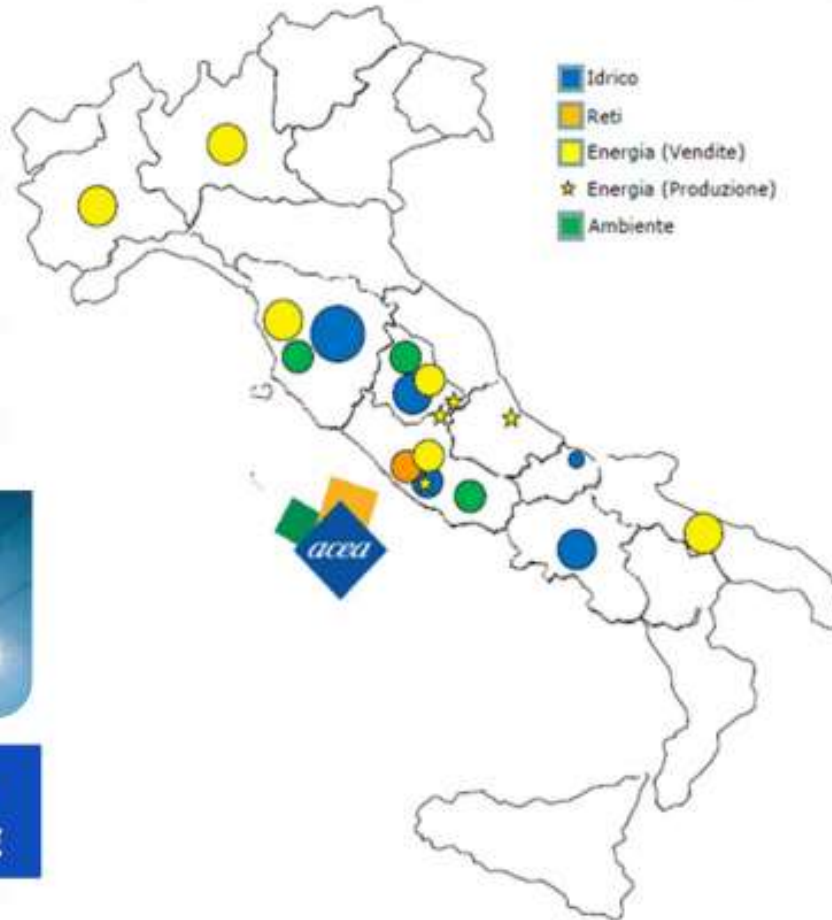 Idrico
Reti
Energia (Vendite)
Energia (Produzione)
Ambiente
acea